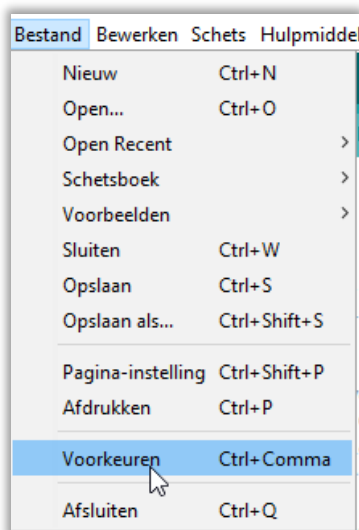 Bestand Bewerken Schets Hulpmiddel
Nieuw Ctrl+N
Open... Ctrl+O
Open Recent >
Schetsboek >
Voorbeelden >
Sluiten Ctrl+W
Opslaan Ctrl+S
Opslaan als... Ctrl+Shift+S
Pagina-instelling Ctrl+Shift+P
Afdrukken Ctrl+P
Voorkeuren Ctrl+Comma
Afsluiten Ctrl+Q